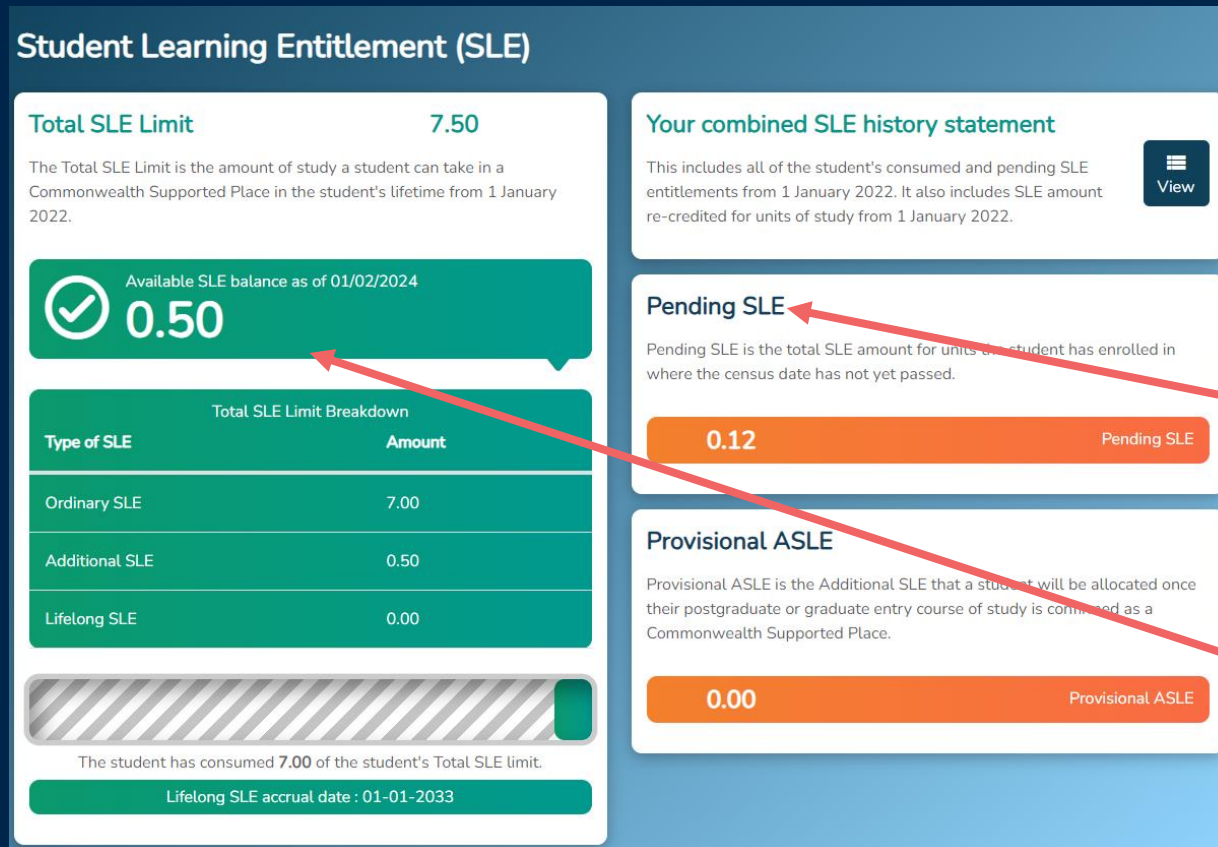 Student Learning Entitlement (SLE)
Total SLE Limit 7.50
The Total SLE Limit is the amount of study a student can take in a
Commonwealth Supported Place in the student's lifetime from 1 January
2022.
Available SLE balance as of 01/02/2024
0.50
Total SLE Limit Breakdown
Type of SLE Amount
Ordinary SLE 7.00
Additional SLE 0.50
Lifelong SLE 0.00
The student has consumed 7.00 of the student's Total SLE limit.
Lifelong SLE accrual date : 01-01-2033
Your combined SLE history statement
This includes all of the student's consumed and pending SLE
entitlements from 1 January 2022. It also includes SLE amount
re-credited for units of study from 1 January 2022.
View
Pending SLE
Pending SLE is the total SLE amount for units the student has enrolled in
where the census date has not yet passed.
0.12 Pending SLE
Provisional ASLE
Provisional ASLE is the Additional SLE that a student will be allocated once
their postgraduate or graduate entry course of study is confirmed as a
Commonwealth Supported Place.
0.00 Provisional ASLE